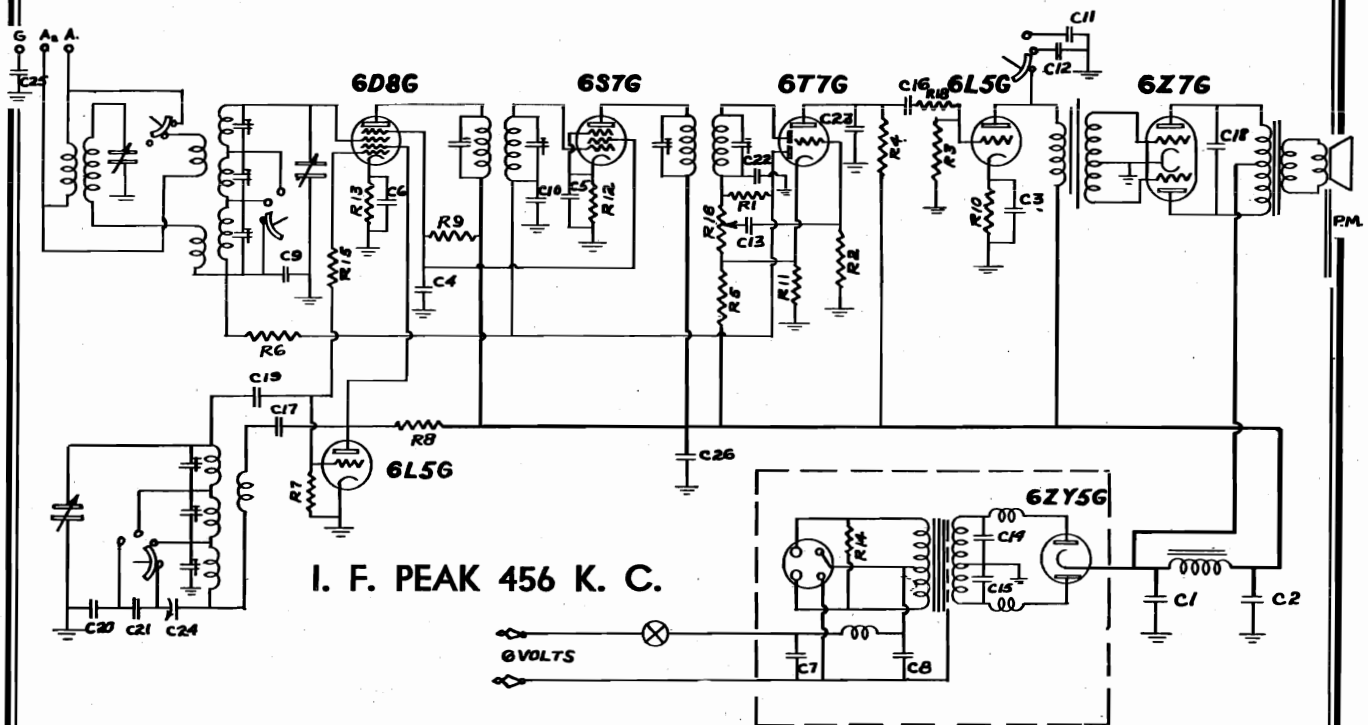 G A2 A.
C25
6D8G
6S7G
6T7G
C16
R18
6L5G
C11
C12
6Z7G
C23
R4
R3
C18
C22
R13
C6
C10
C5
R12
R1
R10
C3
P.M.
R9
R18
C13
C9
R15
C4
R5
R11
R2
R6
C19
C17
R8
6L5G
C26
R7
6ZY5G
R14
C14
C15
I. F. PEAK 456 K. C.
C1
C2
C20
C21
C24
6 VOLTS
C7
C8